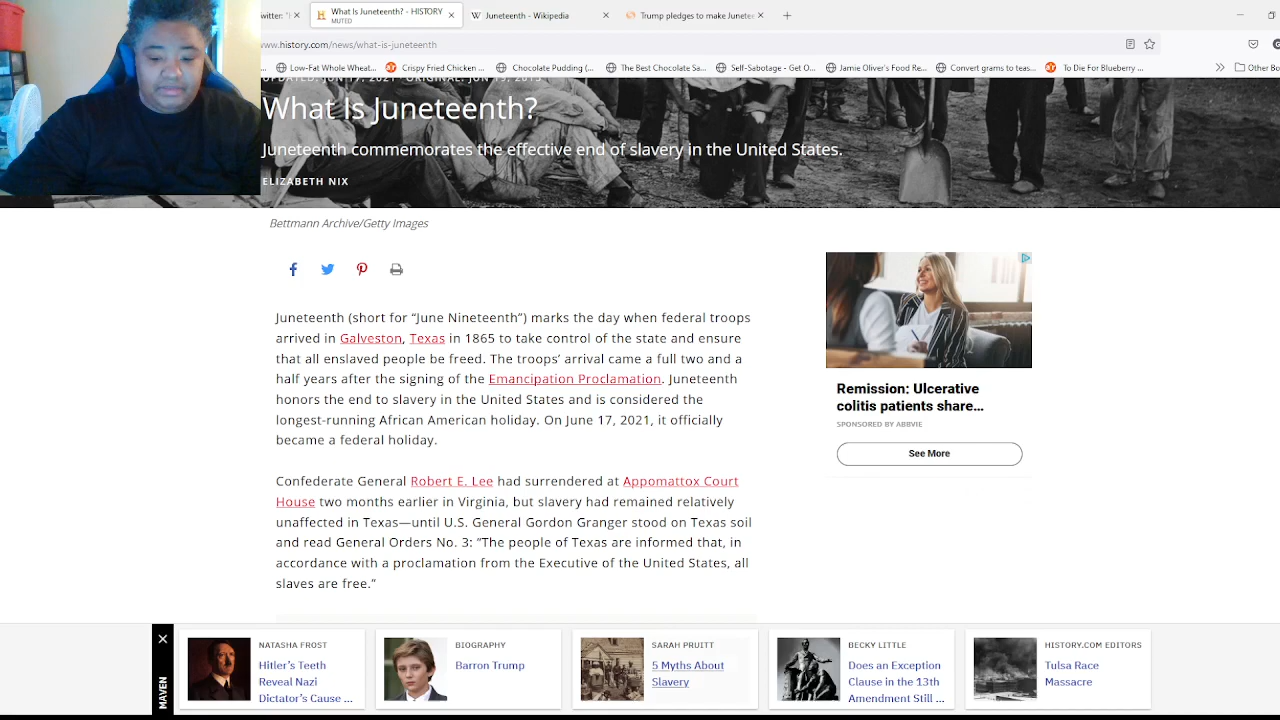 witter: "I
What Is Juneteenth? - HISTORY
MUTED
Juneteenth - Wikipedia
Trump pledges to make Junete
ww.history.com/news/what-is-juneteenth
Low-Fat Whole Wheat...
Crispy Fried Chicken ...
Chocolate Pudding (...
The Best Chocolate Sa...
Self-Sabotage - Get O...
Jamie Oliver's Food Re...
Convert grams to teas...
To Die For Blueberry ...
Other Bo
UPDATED: JUN 17, 2021 · ORIGINAL: JUN 19, 2015
What Is Juneteenth?
Juneteenth commemorates the effective end of slavery in the United States.
ELIZABETH NIX
Bettmann Archive/Getty Images
Juneteenth (short for “June Nineteenth”) marks the day when federal troops
arrived in Galveston, Texas in 1865 to take control of the state and ensure
that all enslaved people be freed. The troops’ arrival came a full two and a
half years after the signing of the Emancipation Proclamation. Juneteenth
honors the end to slavery in the United States and is considered the
longest-running African American holiday. On June 17, 2021, it officially
became a federal holiday.
Confederate General Robert E. Lee had surrendered at Appomattox Court
House two months earlier in Virginia, but slavery had remained relatively
unaffected in Texas—until U.S. General Gordon Granger stood on Texas soil
and read General Orders No. 3: “The people of Texas are informed that, in
accordance with a proclamation from the Executive of the United States, all
slaves are free.”
Remission: Ulcerative
colitis patients share...
SPONSORED BY ABBVIE
See More
MAVEN
NATASHA FROST
Hitler’s Teeth
Reveal Nazi
Dictator’s Cause ...
BIOGRAPHY
Barron Trump
SARAH PRUITT
5 Myths About
Slavery
BECKY LITTLE
Does an Exception
Clause in the 13th
Amendment Still ...
HISTORY.COM EDITORS
Tulsa Race
Massacre